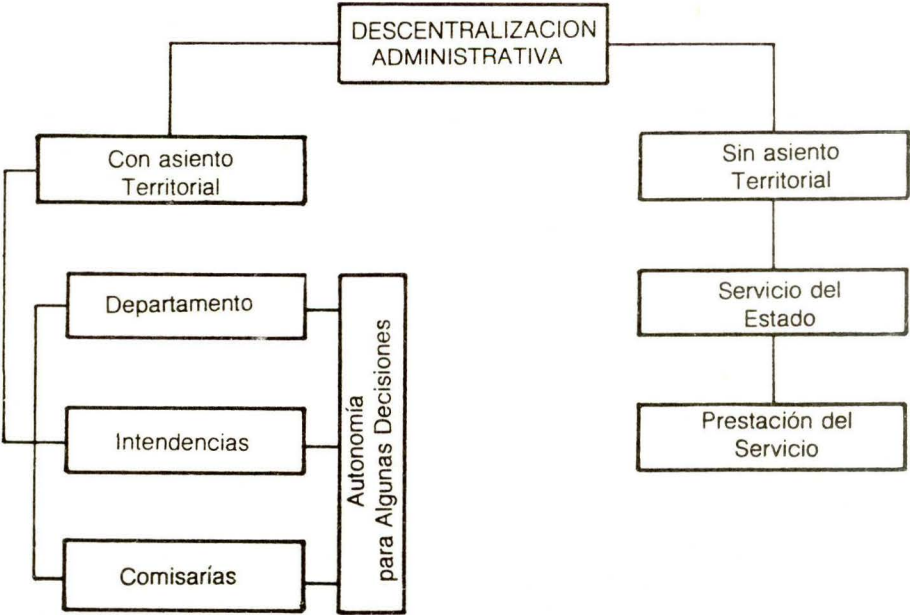 DESCENTRALIZACION
ADMINISTRATIVA
Con asiento
Territorial
Sin asiento
Territorial
Departamento
Intendencias
Comisarías
Autonomía
para Algunas Decisiones
Servicio del
Estado
Prestación del
Servicio